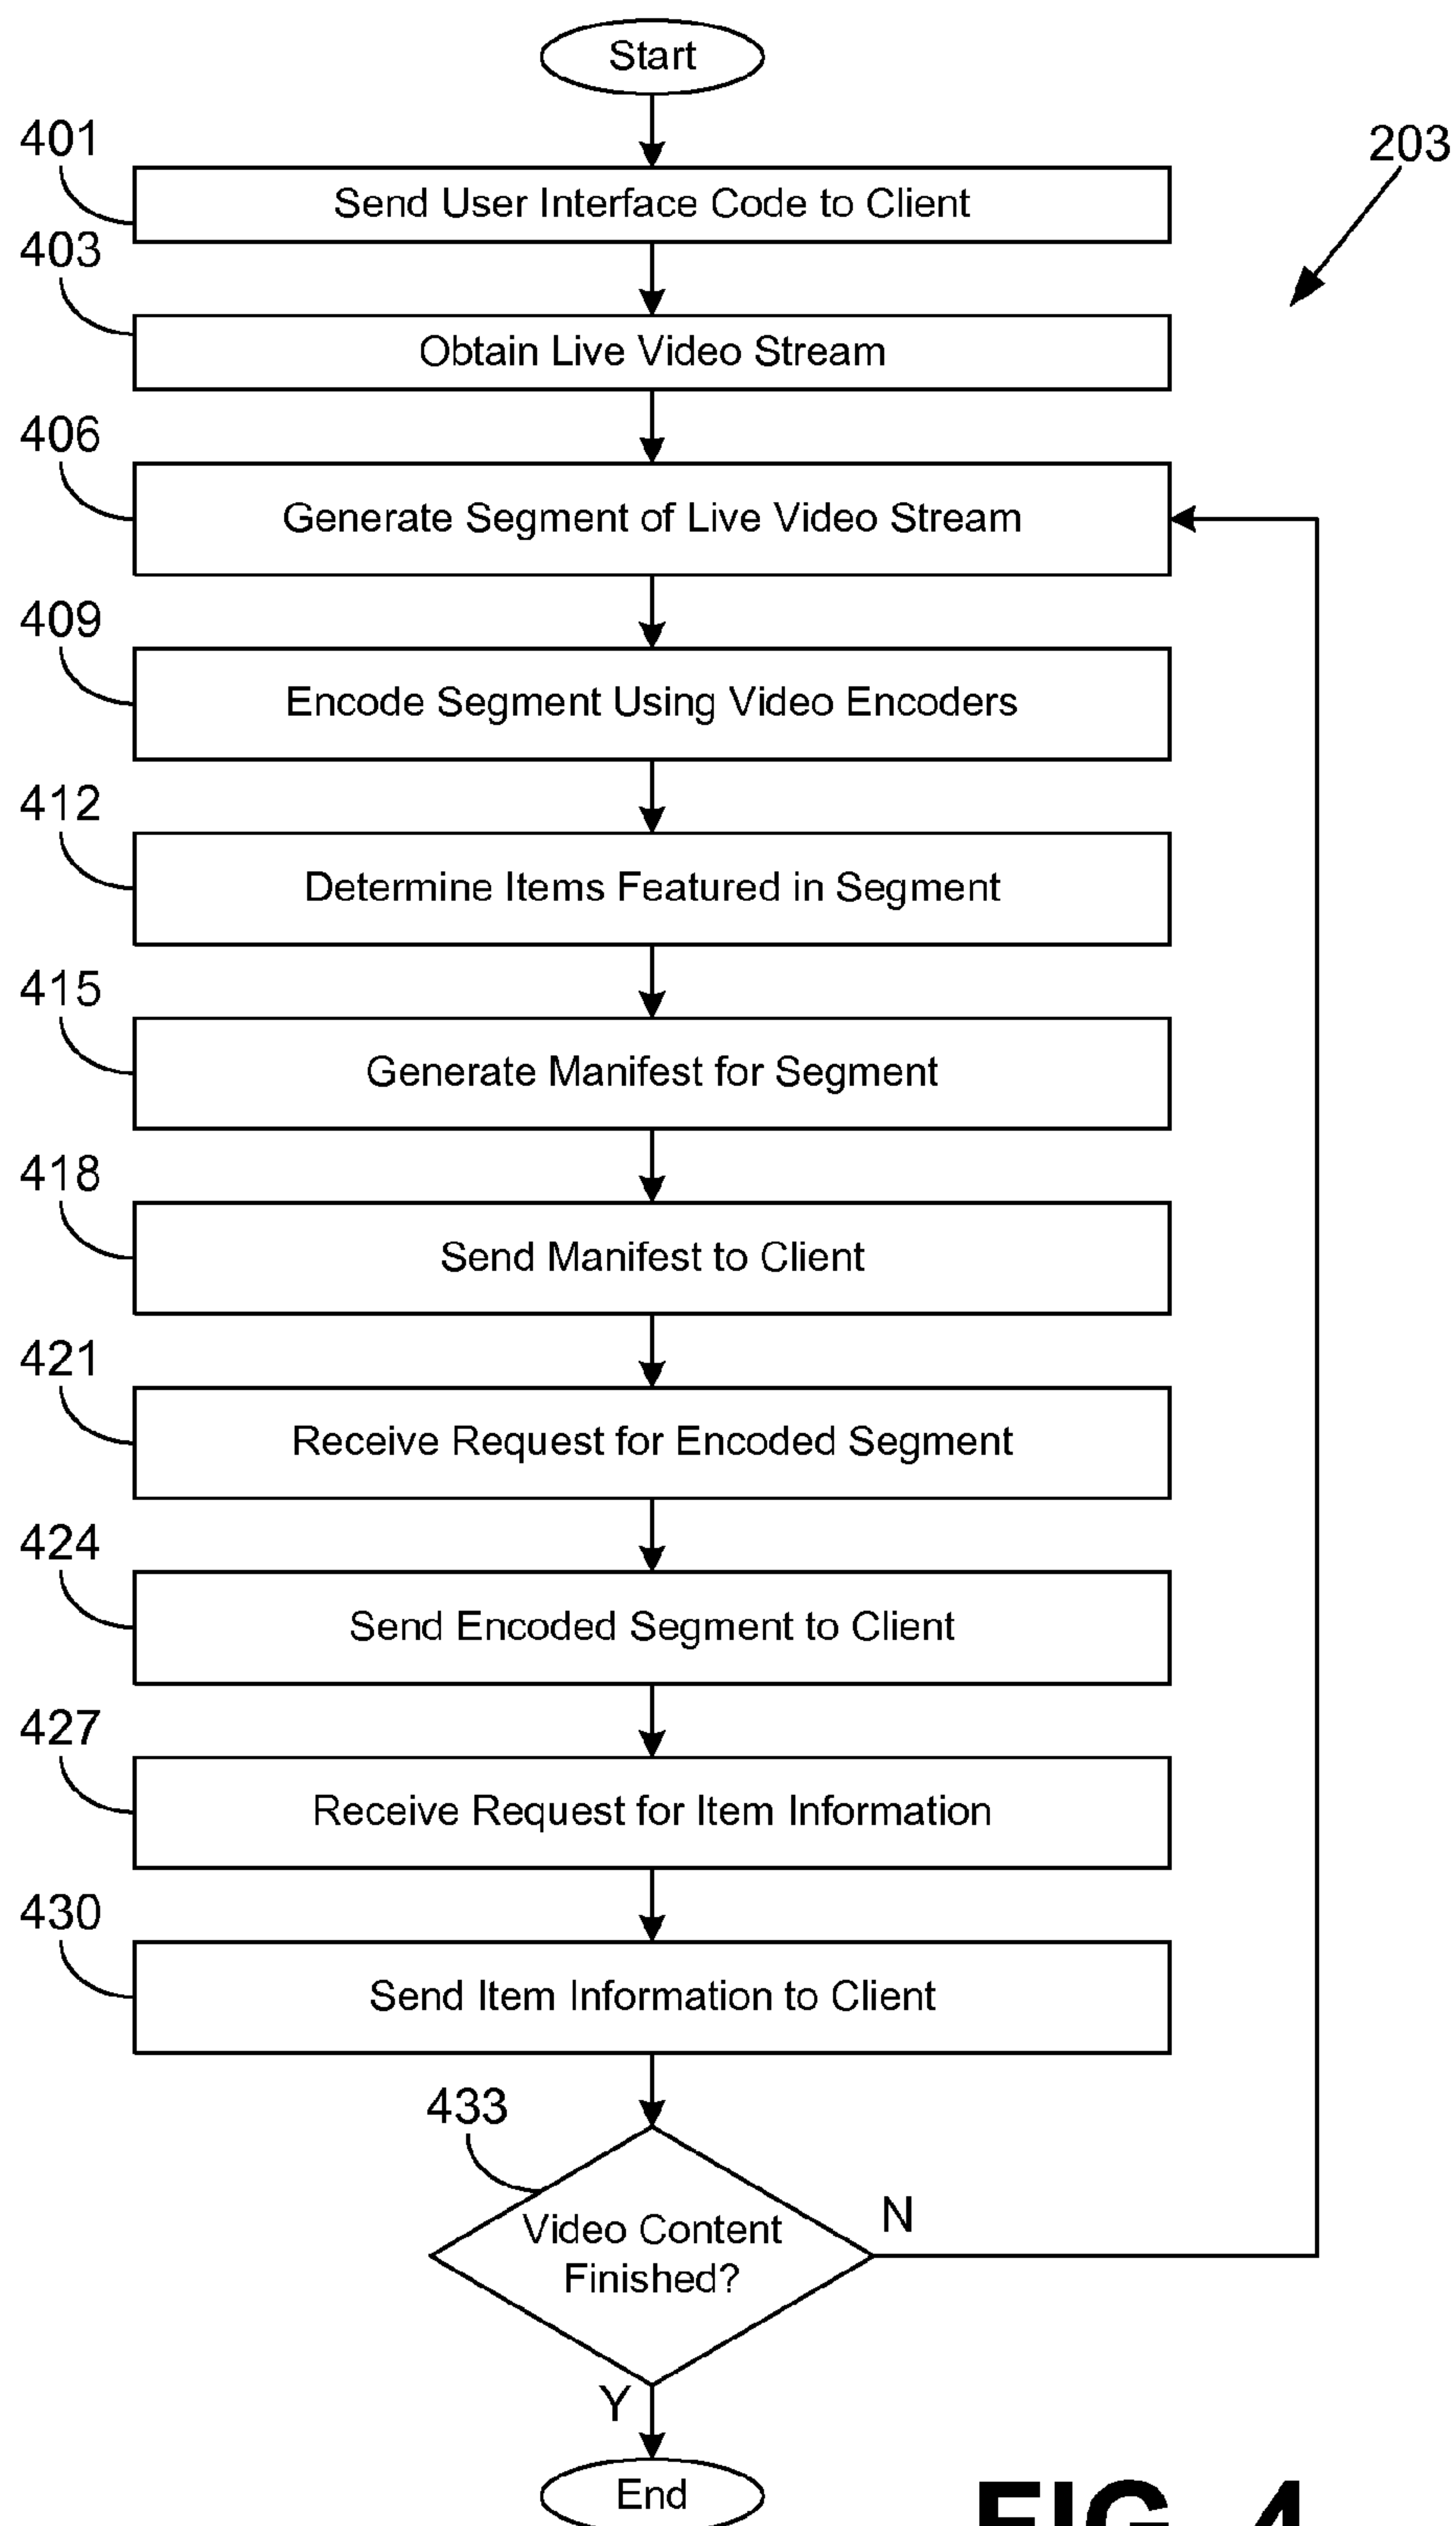 Start
401
203
Send User Interface Code to Client
403
Obtain Live Video Stream
406
Generate Segment of Live Video Stream
409
Encode Segment Using Video Encoders
412
Determine Items Featured in Segment
415
Generate Manifest for Segment
418
Send Manifest to Client
421
Receive Request for Encoded Segment
424
Send Encoded Segment to Client
427
Receive Request for Item Information
430
Send Item Information to Client
433
Video Content
Finished?
N
Y
End
FIG. 4